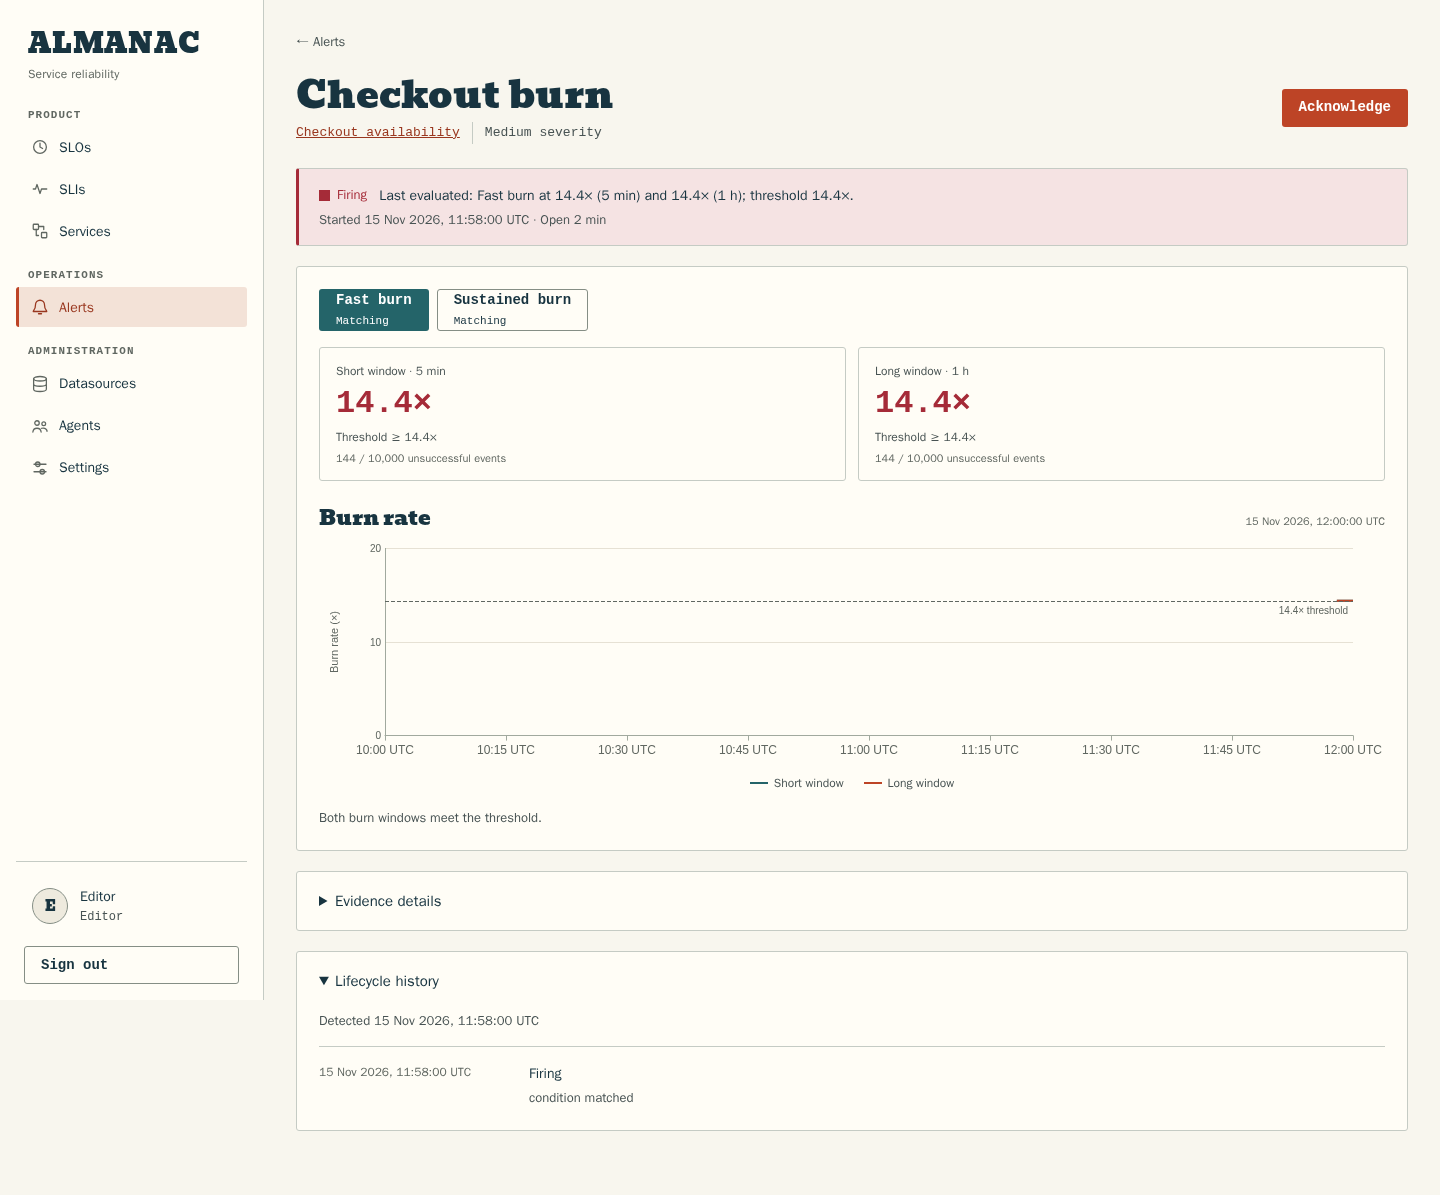 ALMANAC
Service reliability
PRODUCT
SLOs
SLIs
Services
OPERATIONS
Alerts
ADMINISTRATION
Datasources
Agents
Settings
E
Editor
Editor
Sign out
← Alerts
Checkout burn
Checkout availability
Medium severity
Acknowledge
Firing Last evaluated: Fast burn at 14.4× (5 min) and 14.4× (1 h); threshold 14.4×.
Started 15 Nov 2026, 11:58:00 UTC · Open 2 min
Fast burn
Matching
Sustained burn
Matching
Short window · 5 min
14.4×
Threshold ≥ 14.4×
144 / 10,000 unsuccessful events
Long window · 1 h
14.4×
Threshold ≥ 14.4×
144 / 10,000 unsuccessful events
Burn rate
15 Nov 2026, 12:00:00 UTC
Burn rate (×)
20
10
0
14.4× threshold
10:00 UTC 10:15 UTC 10:30 UTC 10:45 UTC 11:00 UTC 11:15 UTC 11:30 UTC 11:45 UTC 12:00 UTC
Short window Long window
Both burn windows meet the threshold.
Evidence details
Lifecycle history
Detected 15 Nov 2026, 11:58:00 UTC
15 Nov 2026, 11:58:00 UTC Firing
condition matched